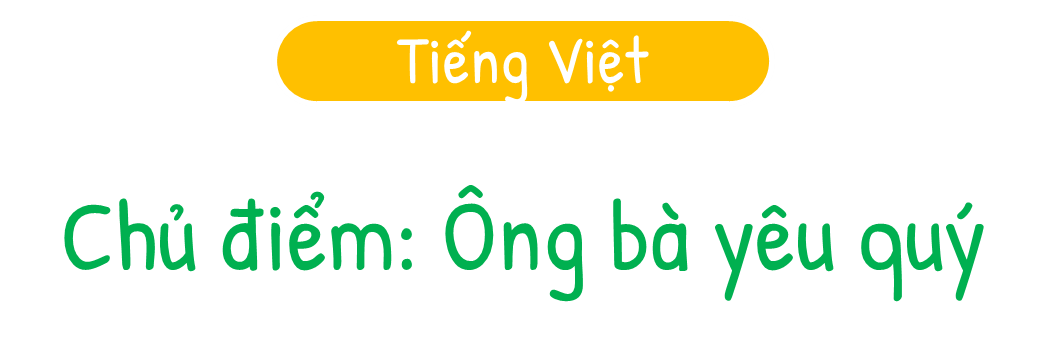 Tiếng Việt
Chủ điểm: Ông bà yêu quý